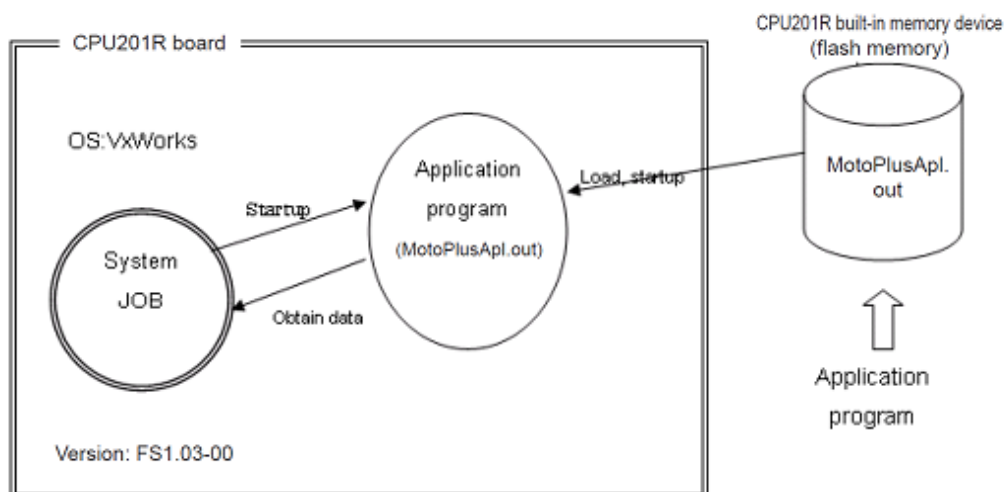 CPU201R board
CPU201R built-in memory device
(flash memory)
OS:VxWorks
Application
program
(MotoPlusApl.out)
Load, startup
MotoPlusApl.
out
Startup
System
JOB
Obtain data
Application
program
Version: FS1.03-00